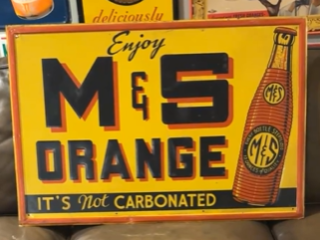 deliciously
Enjoy
M & S
ORANGE
IT'S Not CARBONATED
M&S
M&S